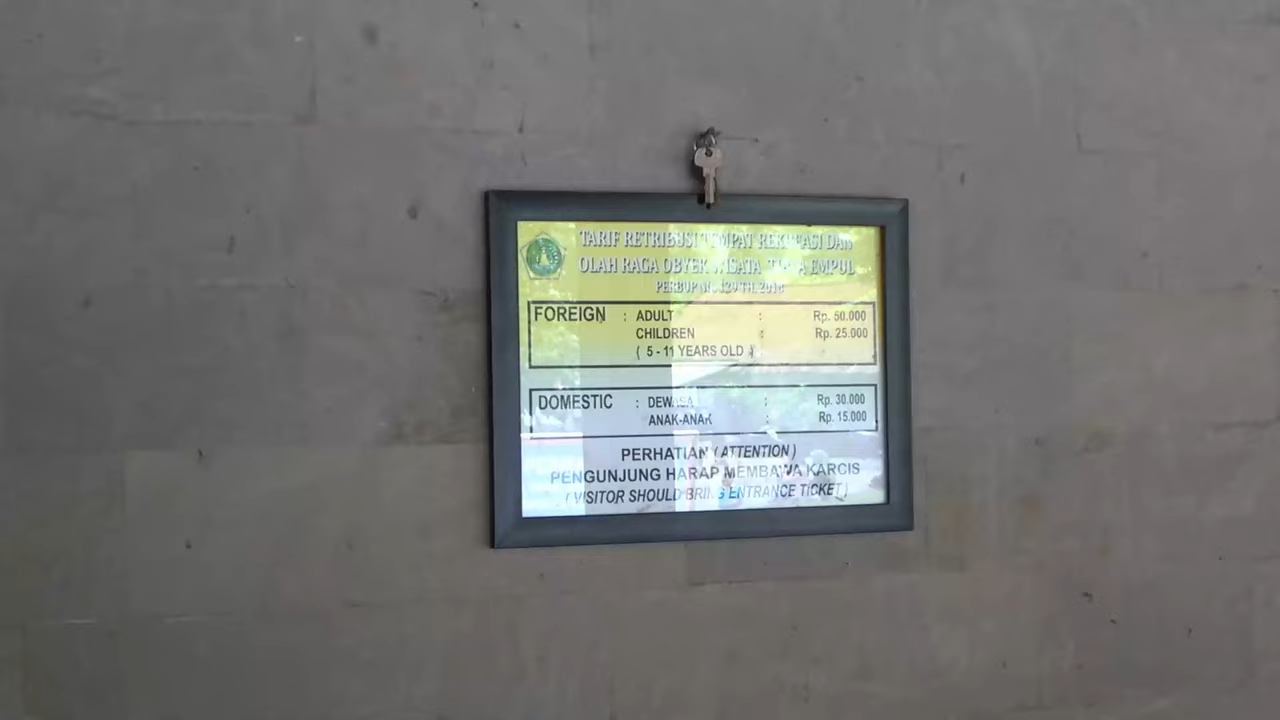 TARIF RETRIBUSI TEMPAT REKREASI DAN
OLAH RAGA OBYEK WISATA TIRTA EMPUL
PERBUP NO. 129 TH. 2018
FOREIGN : ADULT : Rp. 50.000
CHILDREN : Rp. 25.000
( 5 - 11 YEARS OLD )
DOMESTIC : DEWASA : Rp. 30.000
ANAK-ANAK : Rp. 15.000
PERHATIAN ( ATTENTION )
PENGUNJUNG HARAP MEMBAWA KARCIS
( VISITOR SHOULD BRING ENTRANCE TICKET )